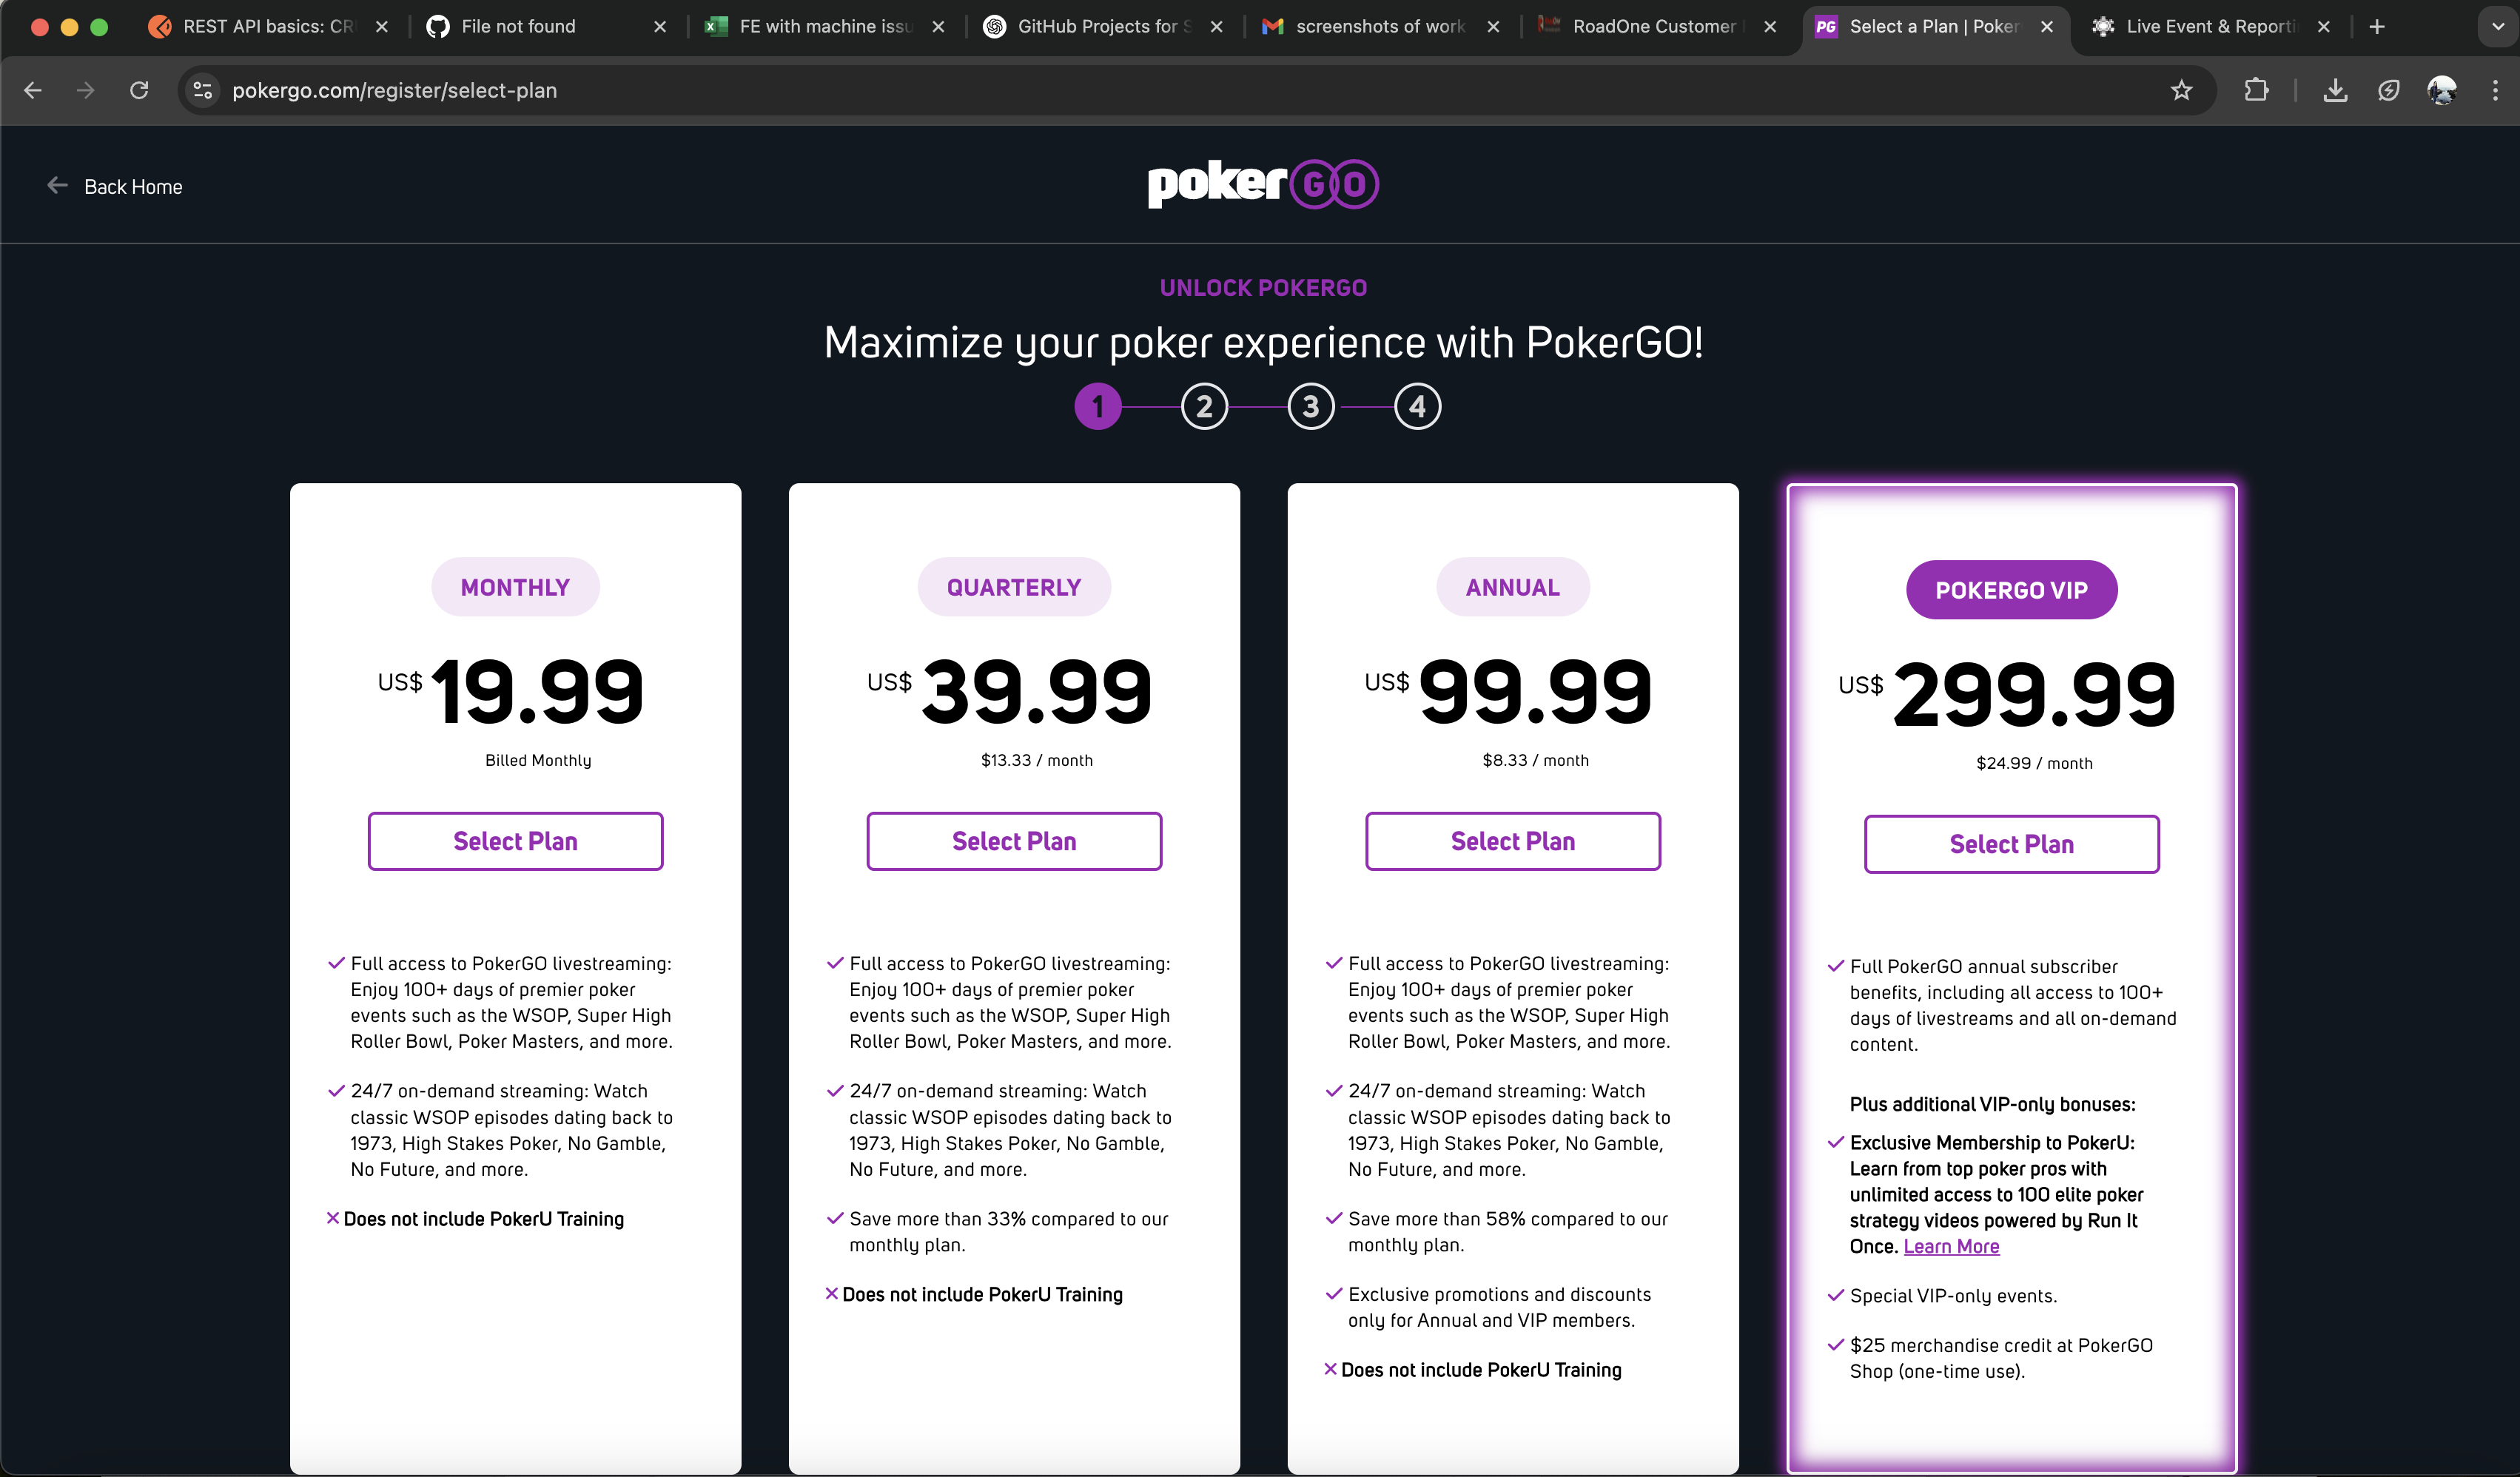 REST API basics: CR
File not found
FE with machine issu
GitHub Projects for S
screenshots of work
RoadOne Customer
PG
Select a Plan | Poker
Live Event & Reporti
pokergo.com/register/select-plan
Back Home
pokerGO
UNLOCK POKERGO
Maximize your poker experience with PokerGO!
1 2 3 4
MONTHLY
US$ 19.99
Billed Monthly
Select Plan
Full access to PokerGO livestreaming:
Enjoy 100+ days of premier poker
events such as the WSOP, Super High
Roller Bowl, Poker Masters, and more.
24/7 on-demand streaming: Watch
classic WSOP episodes dating back to
1973, High Stakes Poker, No Gamble,
No Future, and more.
Does not include PokerU Training
QUARTERLY
US$ 39.99
$13.33 / month
Select Plan
Full access to PokerGO livestreaming:
Enjoy 100+ days of premier poker
events such as the WSOP, Super High
Roller Bowl, Poker Masters, and more.
24/7 on-demand streaming: Watch
classic WSOP episodes dating back to
1973, High Stakes Poker, No Gamble,
No Future, and more.
Save more than 33% compared to our
monthly plan.
Does not include PokerU Training
ANNUAL
US$ 99.99
$8.33 / month
Select Plan
Full access to PokerGO livestreaming:
Enjoy 100+ days of premier poker
events such as the WSOP, Super High
Roller Bowl, Poker Masters, and more.
24/7 on-demand streaming: Watch
classic WSOP episodes dating back to
1973, High Stakes Poker, No Gamble,
No Future, and more.
Save more than 58% compared to our
monthly plan.
Exclusive promotions and discounts
only for Annual and VIP members.
Does not include PokerU Training
POKERGO VIP
US$ 299.99
$24.99 / month
Select Plan
Full PokerGO annual subscriber
benefits, including all access to 100+
days of livestreams and all on-demand
content.
Plus additional VIP-only bonuses:
Exclusive Membership to PokerU:
Learn from top poker pros with
unlimited access to 100 elite poker
strategy videos powered by Run It
Once. Learn More
Special VIP-only events.
$25 merchandise credit at PokerGO
Shop (one-time use).